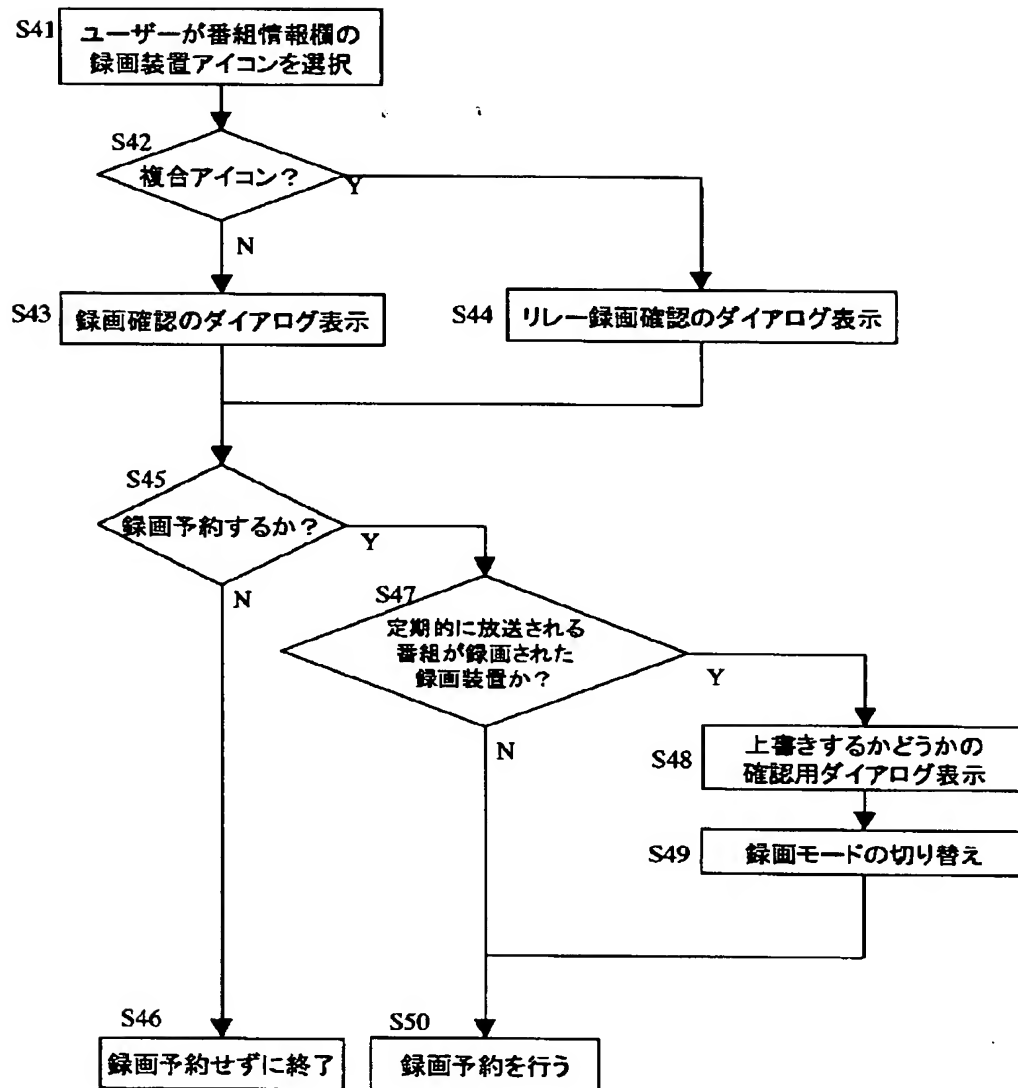 S41
ユーザーが番組情報欄の
録画装置アイコンを選択
S42
複合アイコン？
Y
N
S43
録画確認のダイアログ表示
S44
リレー録画確認のダイアログ表示
S45
録画予約するか？
Y
N
S47
定期的に放送される
番組が録画された
録画装置か？
Y
N
S48
上書きするかどうかの
確認用ダイアログ表示
S49
録画モードの切り替え
S46
録画予約せずに終了
S50
録画予約を行う